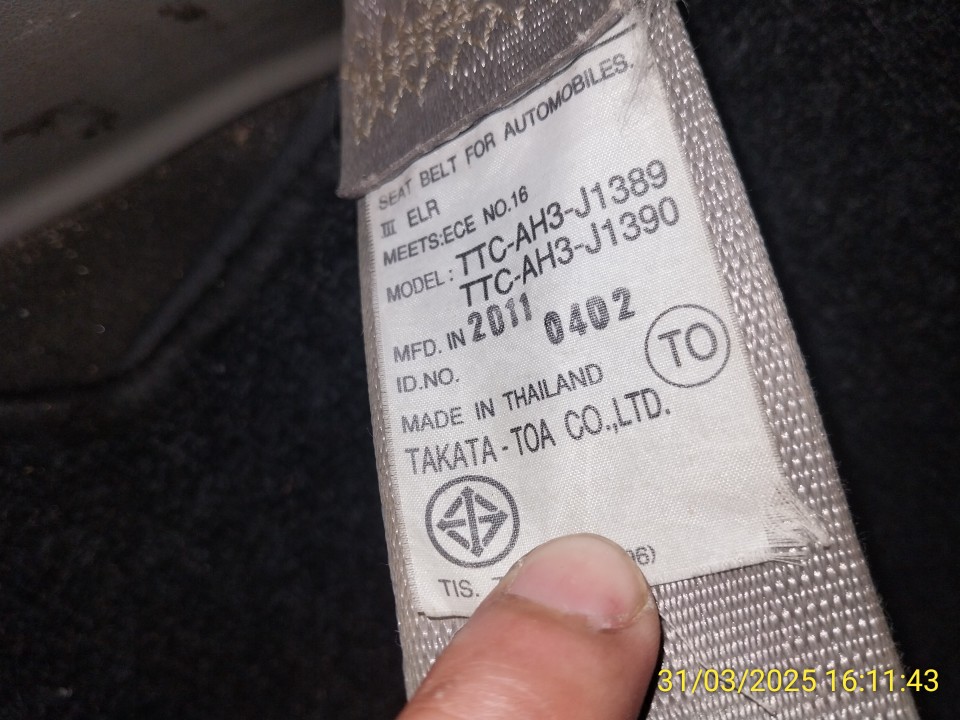 SEAT BELT FOR AUTOMOBILES.
III ELR
MEETS:ECE NO.16
MODEL : TTC-AH3-J1389
TTC-AH3-J1390
MFD. IN 2011 0402
ID.NO.
TO
MADE IN THAILAND
TAKATA-TOA CO.,LTD.
TIS.
31/03/2025 16:11:43